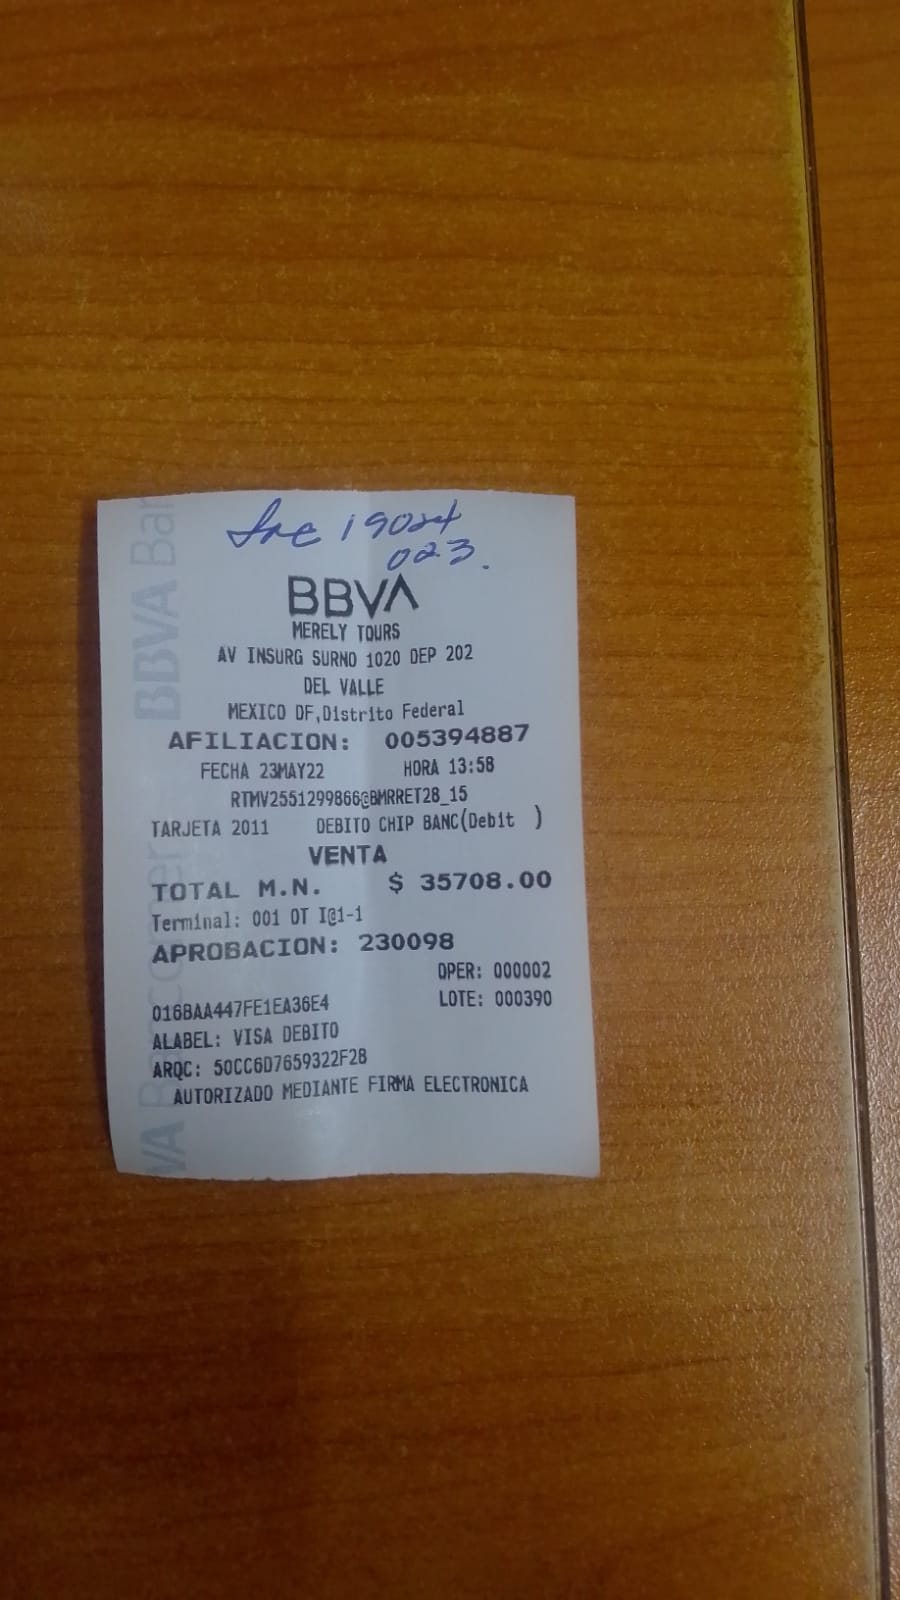 Fac 19024
023.
BBVA
MERELY TOURS
AV INSURG SURNO 1020 DEP 202
DEL VALLE
MEXICO DF,Distrito Federal
AFILIACION: 005394887
FECHA 23MAY22 HORA 13:58
RTMV2551299866@BMRRET28_15
TARJETA 2011 DEBITO CHIP BANC(Debit )
VENTA
TOTAL M.N. $ 35708.00
Terminal: 001 OT I@1-1
APROBACION: 230098
OPER: 000002
016BAA447FE1EA36E4 LOTE: 000390
ALABEL: VISA DEBITO
ARQC: 50CC6D7659322F28
AUTORIZADO MEDIANTE FIRMA ELECTRONICA